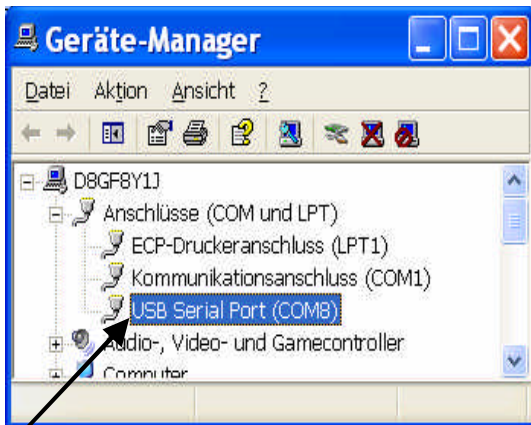 Geräte-Manager
Datei Aktion Ansicht ?
D8GF8Y1J
Anschlüsse (COM und LPT)
ECP-Druckeranschluss (LPT1)
Kommunikationsanschluss (COM1)
USB Serial Port (COM8)
Audio-, Video- und Gamecontroller
Computer